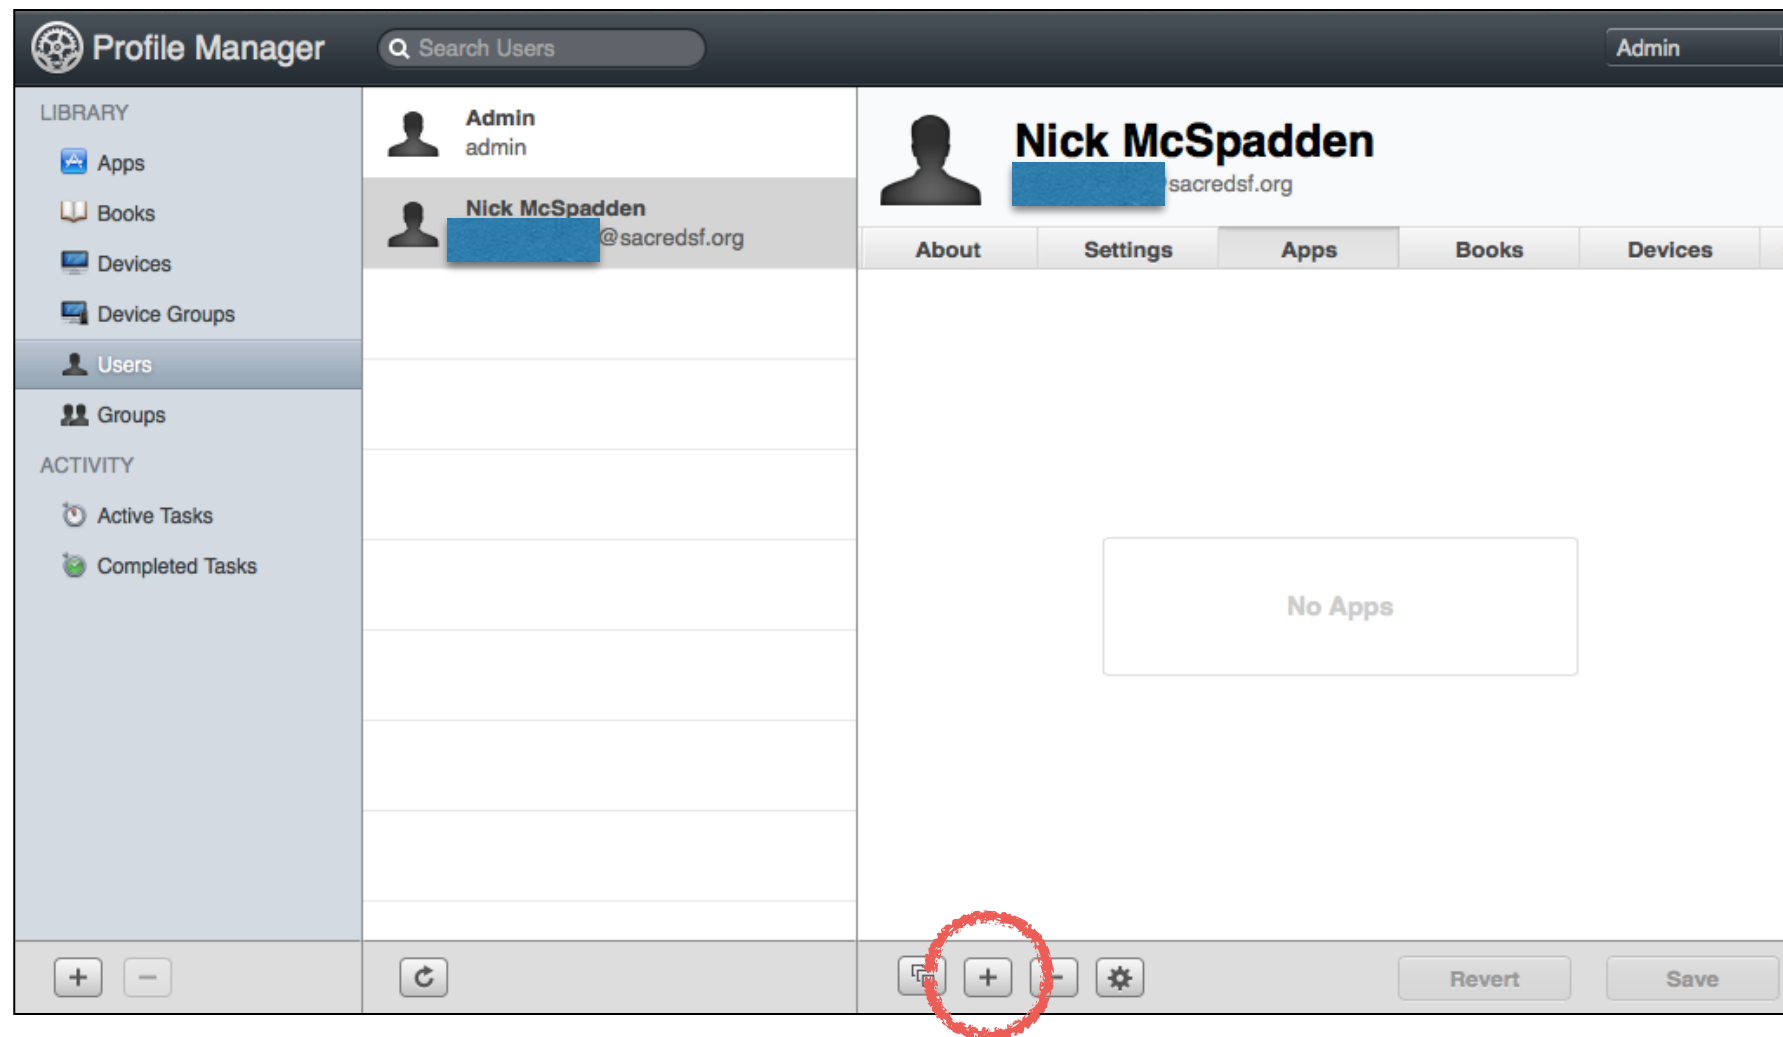 Profile Manager
Search Users
Admin
LIBRARY
Apps
Books
Devices
Device Groups
Users
Groups
ACTIVITY
Active Tasks
Completed Tasks
Admin
admin
Nick McSpadden
@sacredsf.org
Nick McSpadden
sacredsf.org
About Settings Apps Books Devices
No Apps
Revert Save